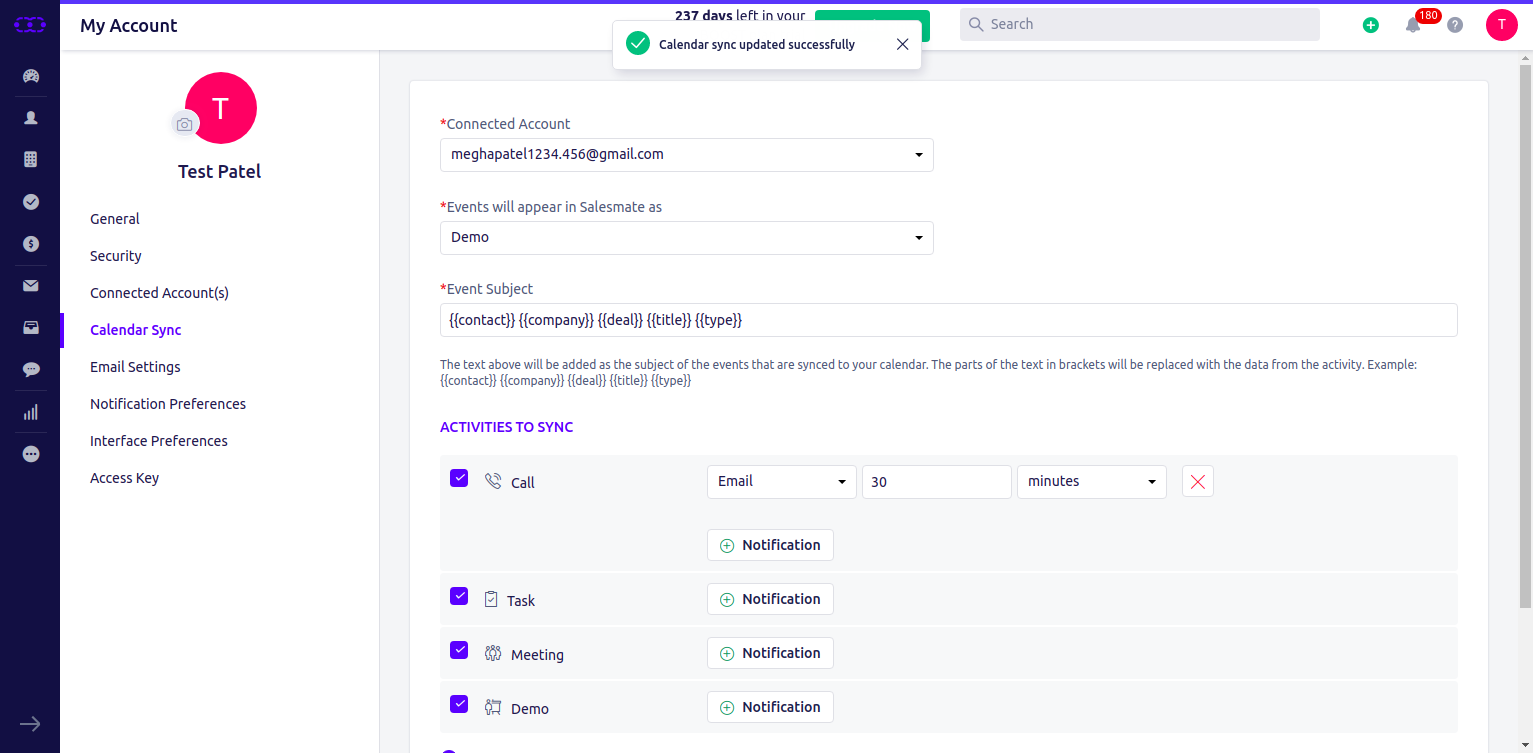 My Account
237 days left in your
Search
180
?
T
Calendar sync updated successfully
T
Test Patel
General
Security
Connected Account(s)
Calendar Sync
Email Settings
Notification Preferences
Interface Preferences
Access Key
*Connected Account
meghapatel1234.456@gmail.com
*Events will appear in Salesmate as
Demo
*Event Subject
{{contact}} {{company}} {{deal}} {{title}} {{type}}
The text above will be added as the subject of the events that are synced to your calendar. The parts of the text in brackets will be replaced with the data from the activity. Example:
{{contact}} {{company}} {{deal}} {{title}} {{type}}
ACTIVITIES TO SYNC
Call Email 30 minutes
Notification
Task Notification
Meeting Notification
Demo Notification